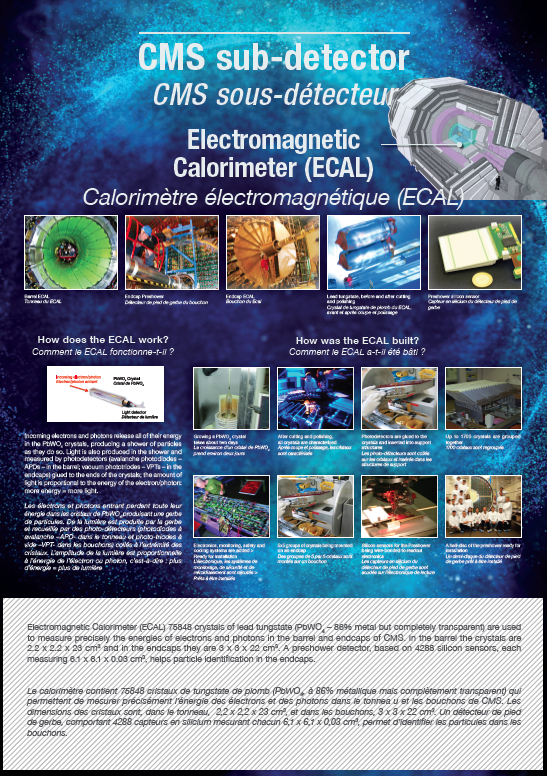 CMS sub-detector
CMS sous-détecteur
Electromagnetic
Calorimeter (ECAL)
Calorimètre électromagnétique (ECAL)
Barrel ECAL
Tonneau du ECAL
Endcap Preshower
Détecteur de pied de gerbe du bouchon
Endcap ECAL
Bouchon du Ecal
Lead tungstate, before and after cutting
and polishing
Crystal de tungstate de plomb du ECAL,
avant et après coupe et polissage
Preshower silicon sensor
Capteur en silicium du détecteur de pied de
gerbe
How does the ECAL work?
Comment le ECAL fonctionne-t-il ?
How was the ECAL built?
Comment le ECAL a-t-il été bâti ?
Incoming electron/photon
Electron/photon entrant
PbWO4 Crystal
Cristal de PbWO4
Light detector
Détecteur de lumière
Incoming electrons and photons release all of their energy
in the PbWO4 crystals, producing a shower of particles
as they do so. Light is also produced in the shower and
measured by photodetectors (avalanche photodiodes –
APDs – in the barrel; vacuum phototriodes – VPTs – in the
endcaps) glued to the ends of the crystals; the amount of
light is proportional to the energy of the electron/photon:
more energy = more light.
Les électrons et photons entrant perdent toute leur
énergie dans les cristaux de PbWO4 produisant une gerbe
de particules. De la lumière est produite par la gerbe
et recueillie par des photo-détecteurs (photodiodes à
avalanche –APD- dans le tonneau et photo-triodes à
vide –VPT- dans les bouchons) collés à l'extrémité des
cristaux. L'amplitude de la lumière est proportionnelle
à l'énergie de l'électron ou photon, c'est-à-dire : plus
d'énergie = plus de lumière
Growing a PbWO4 crystal
takes about two days
La croissance d'un cristal de PbWO4
prend environ deux jours
After cutting and polishing,
all crystals are characterized
Après coupe et polissage, les cristaux
sont caractérisés
Photodetectors are glued to the
crystals and inserted into support
structures
Les photo-détecteurs sont collés
sur les cristaux et insérés dans les
structures de support
Up to 1700 crystals are grouped
together
1700 cristaux sont regroupés
Electronics, monitoring, safety and
cooling systems are added >
Ready for installation
L'électronique, les systèmes de
monitorage, de sécurité et de
refroidissement sont rajoutés >
Prêts à être installés
5x5 groups of crystals being mounted
on an endcap
Des groupes de 5 par 5 cristaux sont
montés sur un bouchon
Silicon sensors for the Preshower
being wire-bonded to readout
electronics
Les capteurs en silicium du
détecteur de pied de gerbe sont
soudés sur l'électronique de lecture
A half-disc of the preshower ready for
installation
Un demi-disque du détecteur de pied
de gerbe prêt à être installé
Electromagnetic Calorimeter (ECAL) 75848 crystals of lead tungstate (PbWO4 – 86% metal but completely transparent) are used
to measure precisely the energies of electrons and photons in the barrel and endcaps of CMS. In the barrel the crystals are
2.2 x 2.2 x 23 cm³ and in the endcaps they are 3 x 3 x 22 cm³. A preshower detector, based on 4288 silicon sensors, each
measuring 6.1 x 6.1 x 0.03 cm³, helps particle identification in the endcaps.
Le calorimètre contient 75848 cristaux de tungstate de plomb (PbWO4, à 86% métallique mais complètement transparent) qui
permettent de mesurer précisément l'énergie des électrons et des photons dans le tonnea u et les bouchons de CMS. Les
dimensions des cristaux sont, dans le tonneau, 2,2 x 2,2 x 23 cm³, et dans les bouchons, 3 x 3 x 22 cm³. Un détecteur de pied
de gerbe, comportant 4288 capteurs en silicium mesurant chacun 6,1 x 6,1 x 0,03 cm³, permet d'identifier les particules dans les
bouchons.